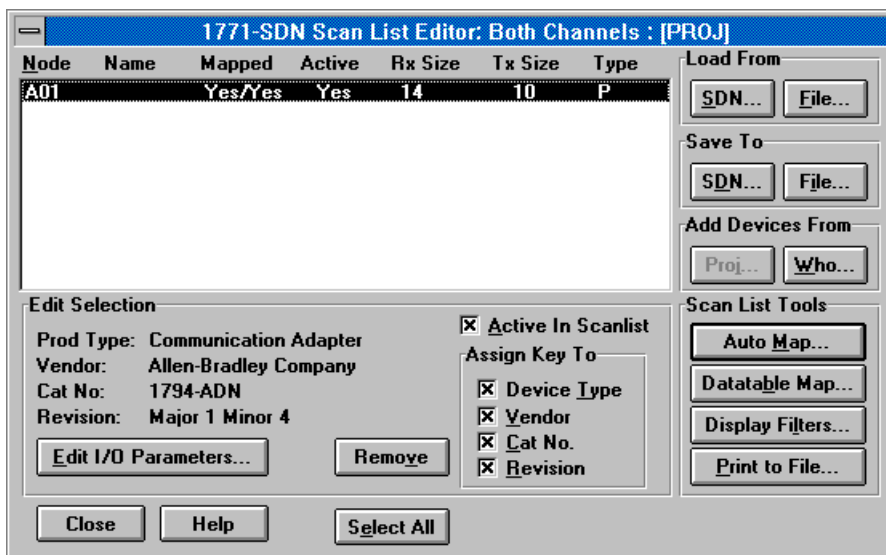 1771-SDN Scan List Editor: Both Channels : [PROJ]
Node Name Mapped Active Rx Size Tx Size Type
A01 Yes/Yes Yes 14 10 P
Load From
SDN... File...
Save To
SDN... File...
Add Devices From
Proj... Who...
Edit Selection
Prod Type: Communication Adapter
Vendor: Allen-Bradley Company
Cat No: 1794-ADN
Revision: Major 1 Minor 4
Edit I/O Parameters... Remove
Active In Scanlist
Assign Key To
Device Type
Vendor
Cat No.
Revision
Scan List Tools
Auto Map...
Datatable Map...
Display Filters...
Print to File...
Close Help Select All